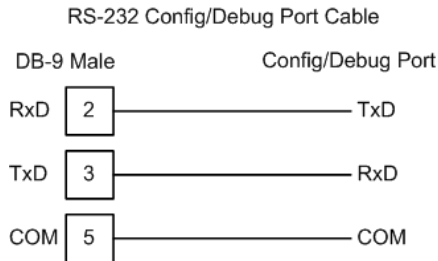 RS-232 Config/Debug Port Cable
DB-9 Male Config/Debug Port
RxD 2 TxD
TxD 3 RxD
COM 5 COM